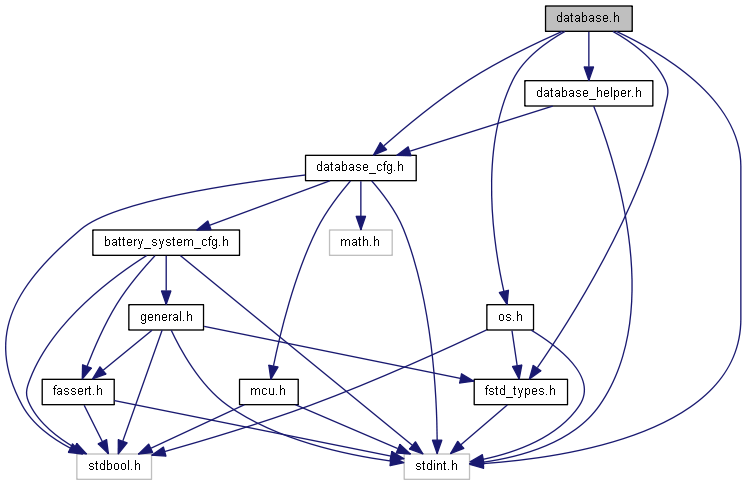 database.h
database_helper.h
database_cfg.h
battery_system_cfg.h
math.h
general.h
os.h
fassert.h
mcu.h
fstd_types.h
stdbool.h
stdint.h